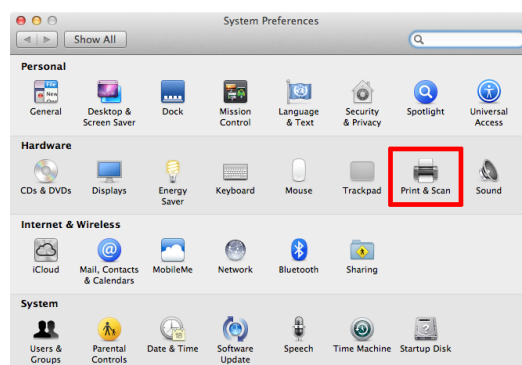 System Preferences
Show All
Personal
General
Desktop & Screen Saver
Dock
Mission Control
Language & Text
Security & Privacy
Spotlight
Universal Access
Hardware
CDs & DVDs
Displays
Energy Saver
Keyboard
Mouse
Trackpad
Print & Scan
Sound
Internet & Wireless
iCloud
Mail, Contacts & Calendars
MobileMe
Network
Bluetooth
Sharing
System
Users & Groups
Parental Controls
Date & Time
Software Update
Speech
Time Machine
Startup Disk